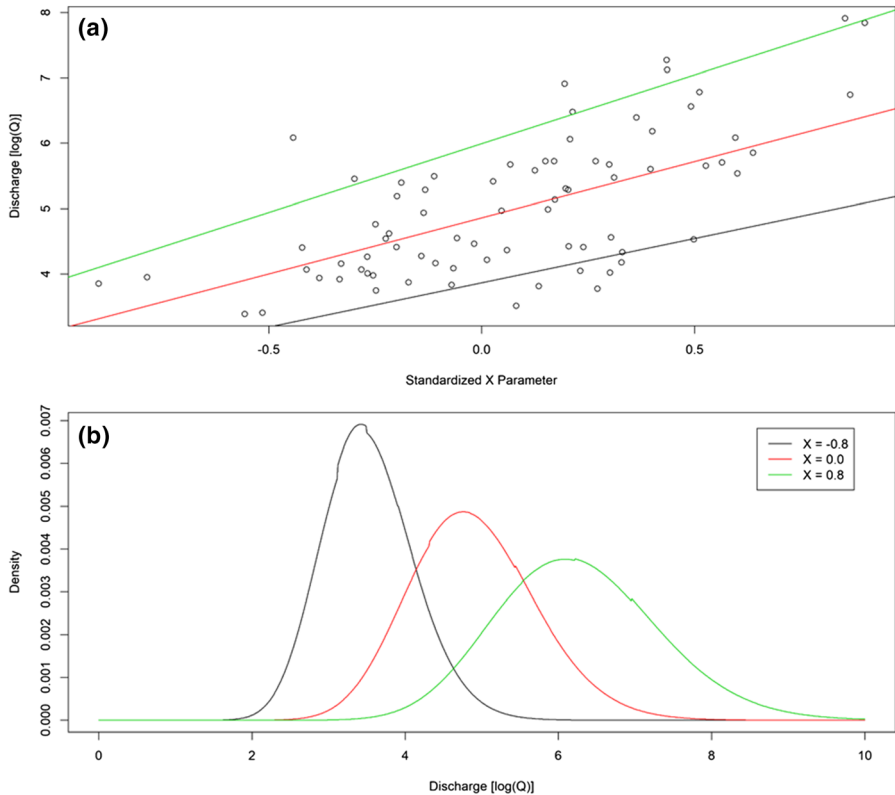 (a)
8
7
6
5
4
Discharge [log(Q)]
-0.5
0.0
0.5
Standardized X Parameter
(b)
0.007
0.006
0.005
0.004
0.003
0.002
0.001
0.000
Density
X = -0.8
X = 0.0
X = 0.8
0
2
4
6
8
10
Discharge [log(Q)]